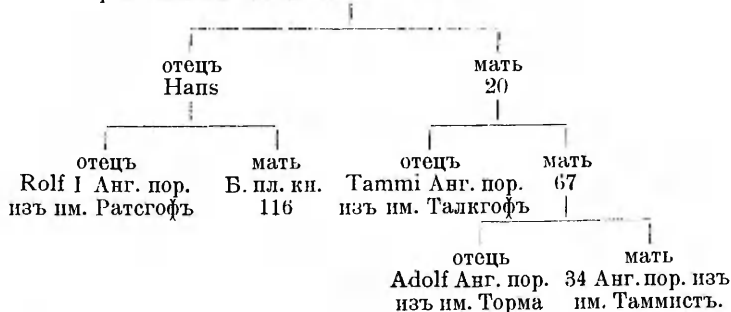 отецъ мать
Hans 20
отецъ мать отецъ мать
Rolf I Анг. пор. Б. пл. кн. Tammi Анг. пор. 67
изъ им. Ратсгофъ 116 изъ им. Талкгофъ
отецъ мать
Adolf Анг. пор. 34 Анг. пор. изъ
изъ им. Торма им. Таммистъ.